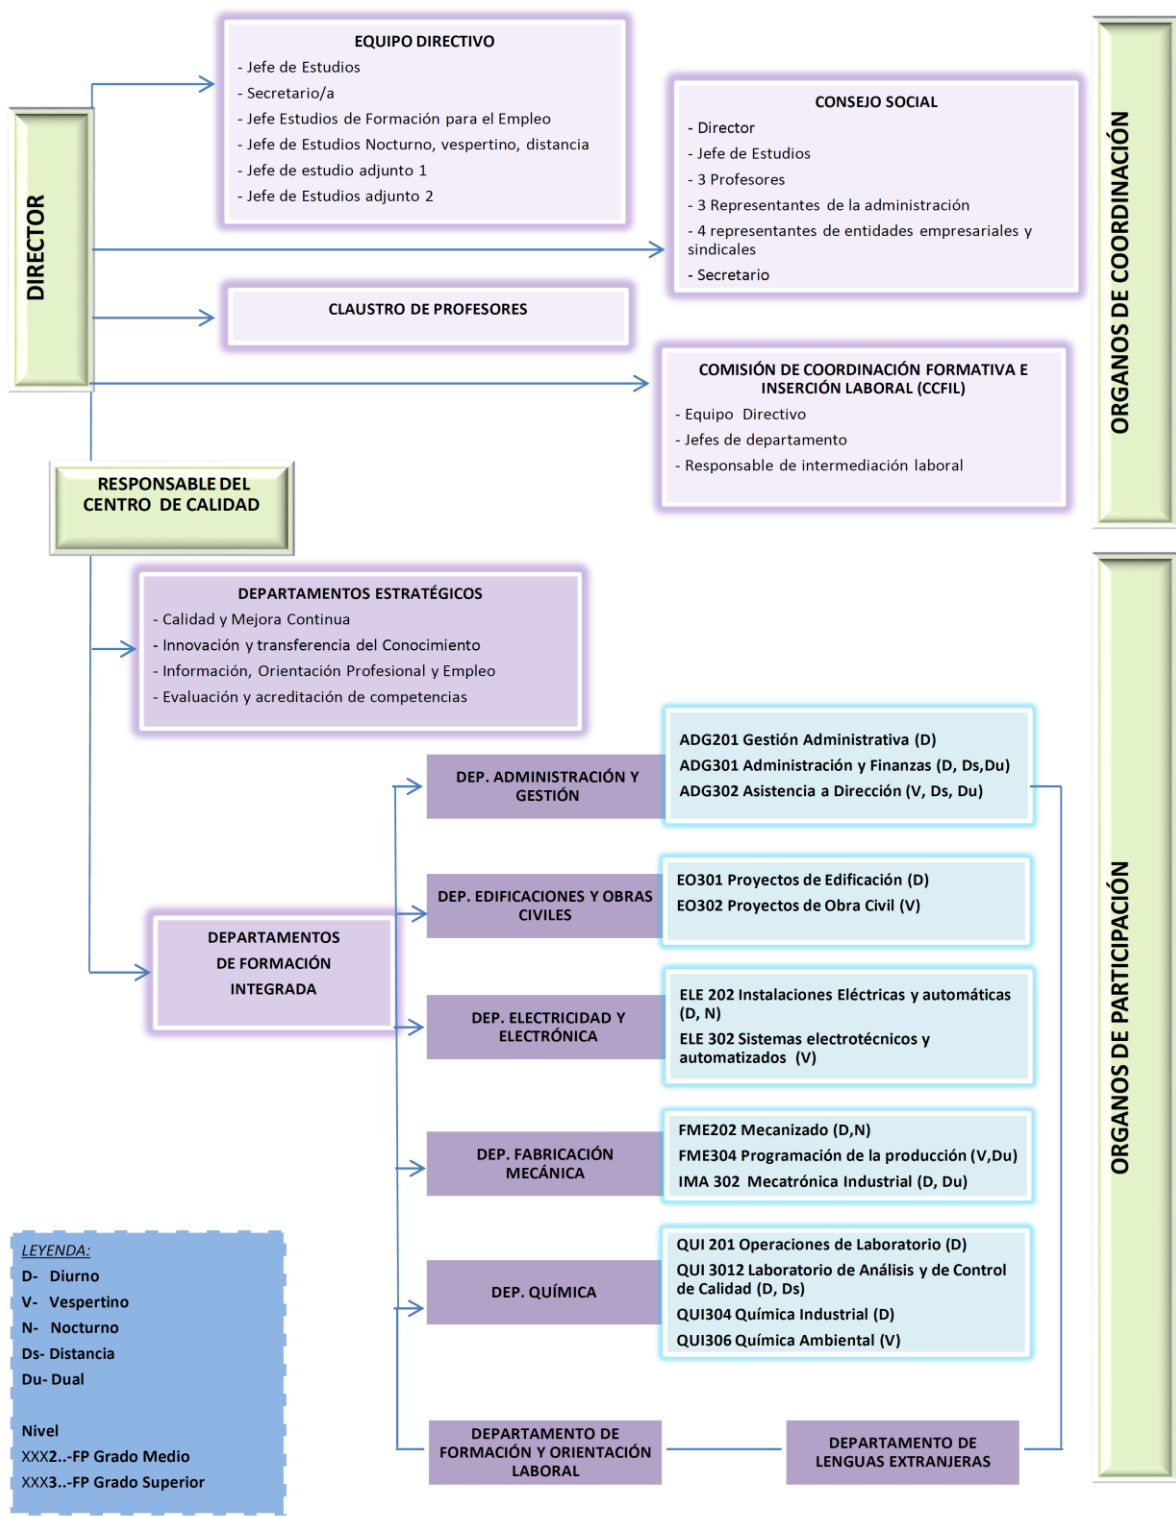 EQUIPO DIRECTIVO
- Jefe de Estudios
- Secretario/a
- Jefe Estudios de Formación para el Empleo
- Jefe de Estudios Nocturno, vespertino, distancia
- Jefe de estudio adjunto 1
- Jefe de Estudios adjunto 2
DIRECTOR
CONSEJO SOCIAL
- Director
- Jefe de Estudios
- 3 Profesores
- 3 Representantes de la administración
- 4 representantes de entidades empresariales y
sindicales
- Secretario
ORGANOS DE COORDINACIÓN
CLAUSTRO DE PROFESORES
COMISIÓN DE COORDINACIÓN FORMATIVA E
INSERCIÓN LABORAL (CCFIL)
- Equipo Directivo
- Jefes de departamento
- Responsable de intermediación laboral
RESPONSABLE DEL
CENTRO DE CALIDAD
DEPARTAMENTOS ESTRATÉGICOS
- Calidad y Mejora Continua
- Innovación y transferencia del Conocimiento
- Información, Orientación Profesional y Empleo
- Evaluación y acreditación de competencias
ORGANOS DE PARTICIPACIÓN
DEPARTAMENTOS
DE FORMACIÓN
INTEGRADA
DEP. ADMINISTRACIÓN Y
GESTIÓN
ADG201 Gestión Administrativa (D)
ADG301 Administración y Finanzas (D, Ds,Du)
ADG302 Asistencia a Dirección (V, Ds, Du)
DEP. EDIFICACIONES Y OBRAS
CIVILES
EO301 Proyectos de Edificación (D)
EO302 Proyectos de Obra Civil (V)
DEP. ELECTRICIDAD Y
ELECTRÓNICA
ELE 202 Instalaciones Eléctricas y automáticas
(D, N)
ELE 302 Sistemas electrotécnicos y
automatizados (V)
DEP. FABRICACIÓN
MECÁNICA
FME202 Mecanizado (D,N)
FME304 Programación de la producción (V,Du)
IMA 302 Mecatrónica Industrial (D, Du)
DEP. QUÍMICA
QUI 201 Operaciones de Laboratorio (D)
QUI 3012 Laboratorio de Análisis y de Control
de Calidad (D, Ds)
QUI304 Química Industrial (D)
QUI306 Química Ambiental (V)
DEPARTAMENTO DE
FORMACIÓN Y ORIENTACIÓN
LABORAL
DEPARTAMENTO DE
LENGUAS EXTRANJERAS
LEYENDA:
D- Diurno
V- Vespertino
N- Nocturno
Ds- Distancia
Du- Dual
Nivel
XXX2..-FP Grado Medio
XXX3..-FP Grado Superior